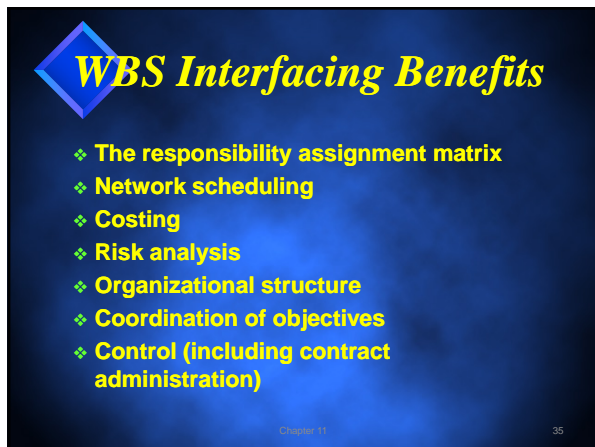 WBS Interfacing Benefits
The responsibility assignment matrix
Network scheduling
Costing
Risk analysis
Organizational structure
Coordination of objectives
Control (including contract
administration)
Chapter 11
35